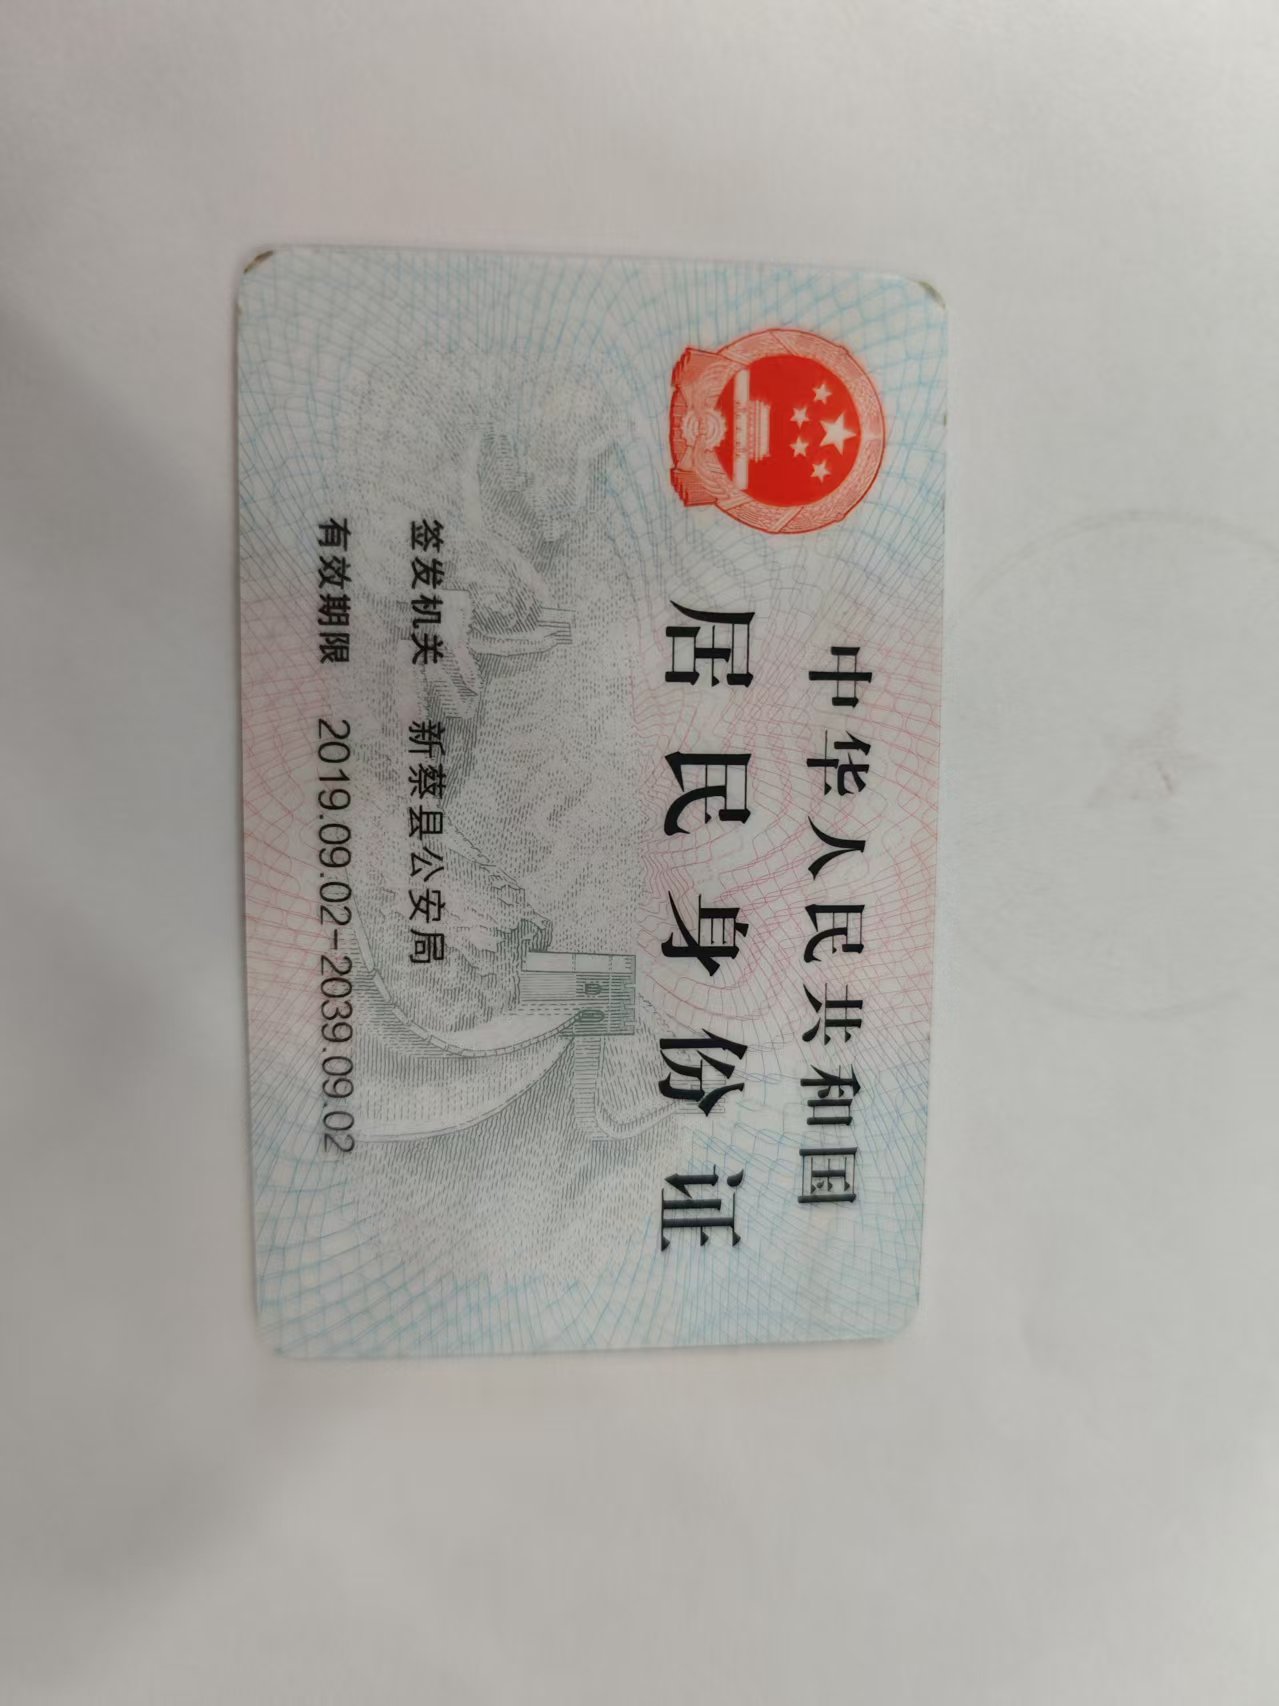 中华人民共和国
居民身份证
签发机关 新蔡县公安局
有效期限 2019.09.02-2039.09.02